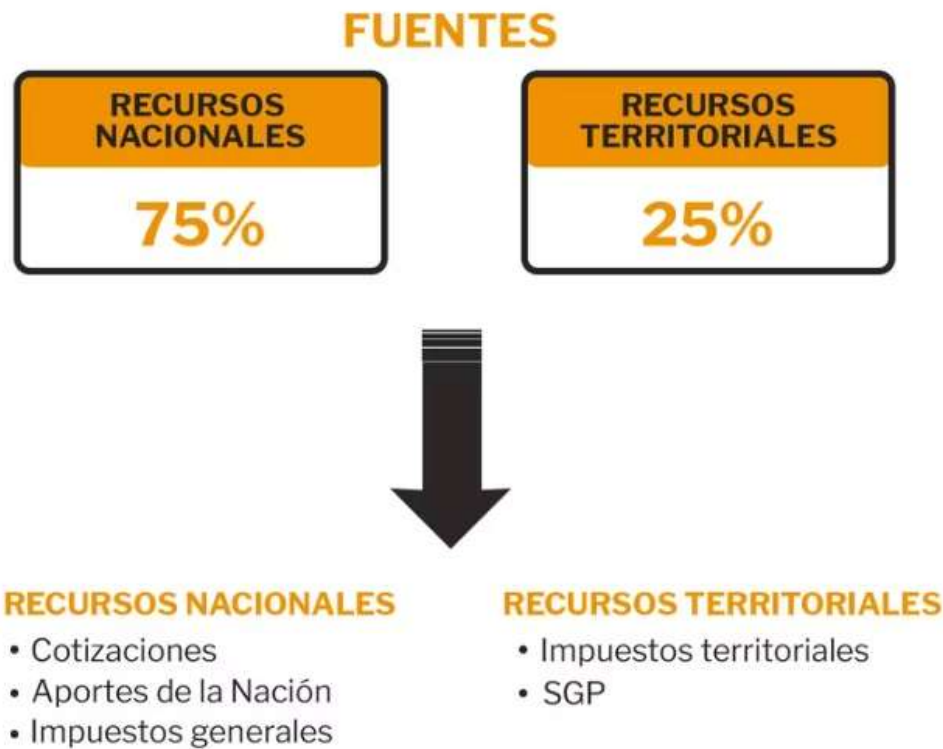 FUENTES
RECURSOS
NACIONALES
75%
RECURSOS
TERRITORIALES
25%
RECURSOS NACIONALES
• Cotizaciones
• Aportes de la Nación
• Impuestos generales
RECURSOS TERRITORIALES
• Impuestos territoriales
• SGP